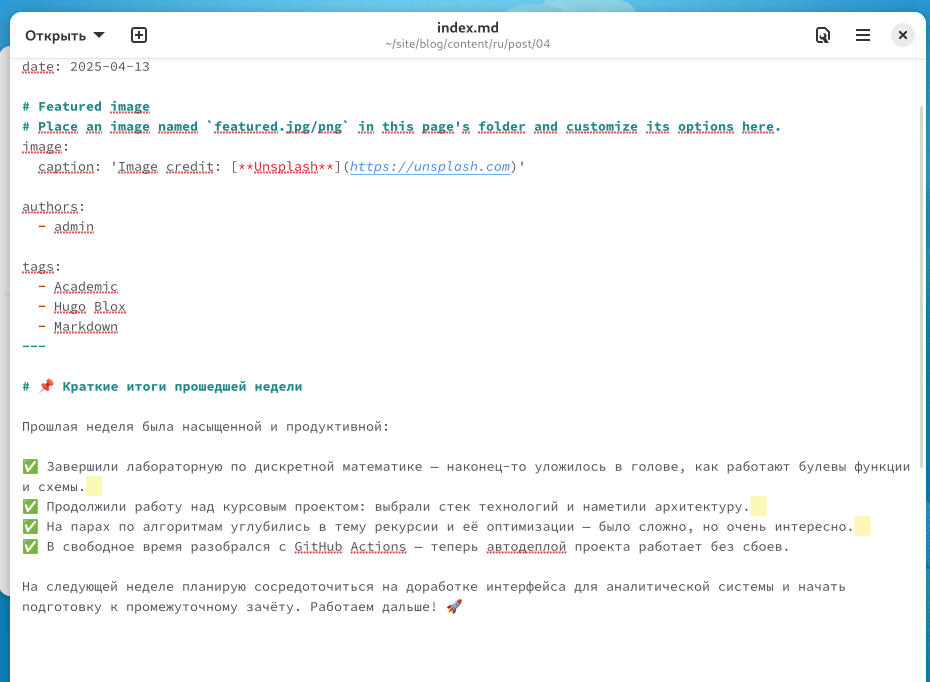 Открыть
index.md
~/site/blog/content/ru/post/04
date: 2025-04-13
# Featured image
# Place an image named `featured.jpg/png` in this page's folder and customize its options here.
image:
  caption: 'Image credit: [**Unsplash**](https://unsplash.com)'
authors:
  - admin
tags:
  - Academic
  - Hugo Blox
  - Markdown
---
# 📌 Краткие итоги прошедшей недели
Прошлая неделя была насыщенной и продуктивной:
✅ Завершили лабораторную по дискретной математике — наконец-то уложилось в голове, как работают булевы функции
и схемы.
✅ Продолжили работу над курсовым проектом: выбрали стек технологий и наметили архитектуру.
✅ На парах по алгоритмам углубились в тему рекурсии и её оптимизации — было сложно, но очень интересно.
✅ В свободное время разобрался с GitHub Actions — теперь автодеплой проекта работает без сбоев.
На следующей неделе планирую сосредоточиться на доработке интерфейса для аналитической системы и начать
подготовку к промежуточному зачёту. Работаем дальше! 🚀